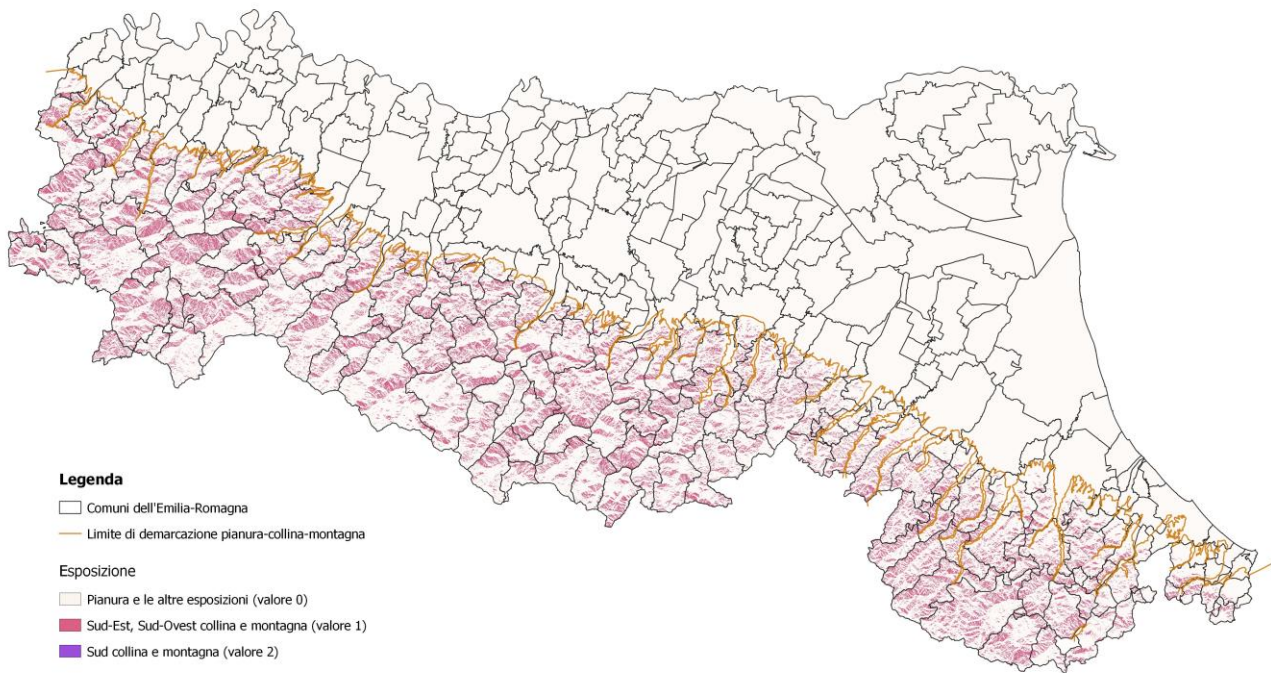 Legenda
Comuni dell'Emilia-Romagna
Limite di demarcazione pianura-collina-montagna
Esposizione
Pianura e le altre esposizioni (valore 0)
Sud-Est, Sud-Ovest collina e montagna (valore 1)
Sud collina e montagna (valore 2)